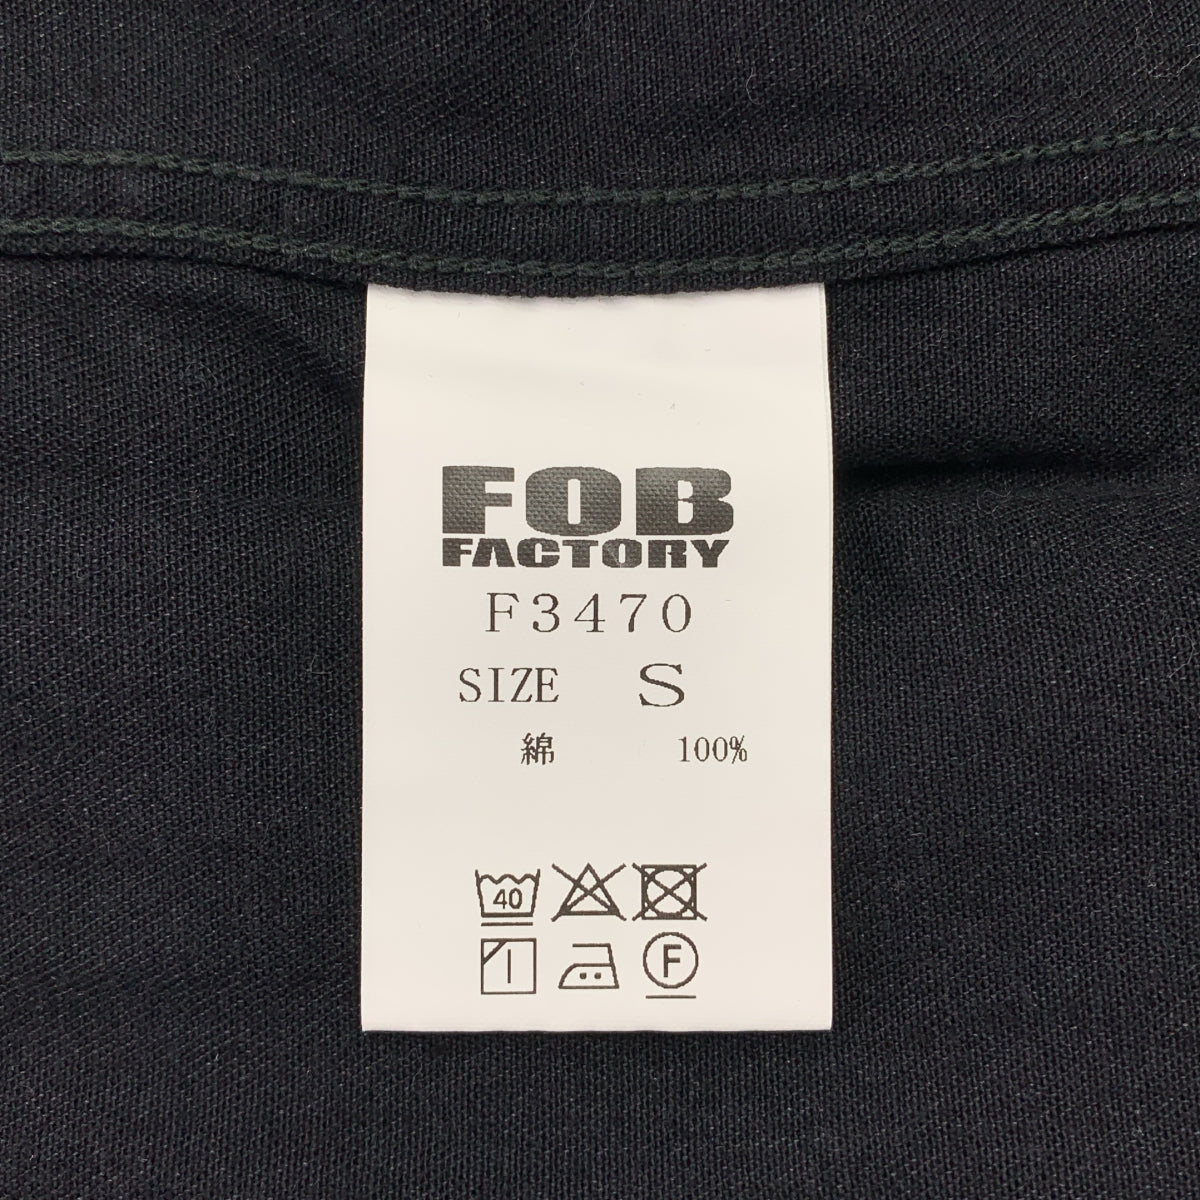 FOB
FACTORY
F3470
SIZE S
綿 100%
40
F